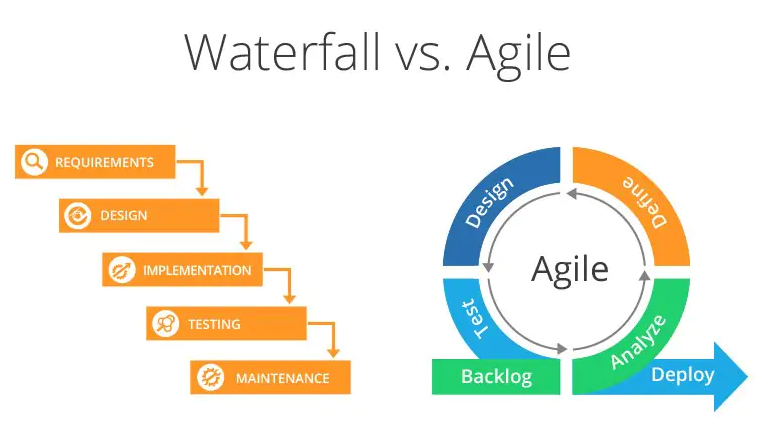 Waterfall vs. Agile
REQUIREMENTS
DESIGN
IMPLEMENTATION
TESTING
MAINTENANCE
Design
Define
Agile
Test
Analyze
Backlog
Deploy